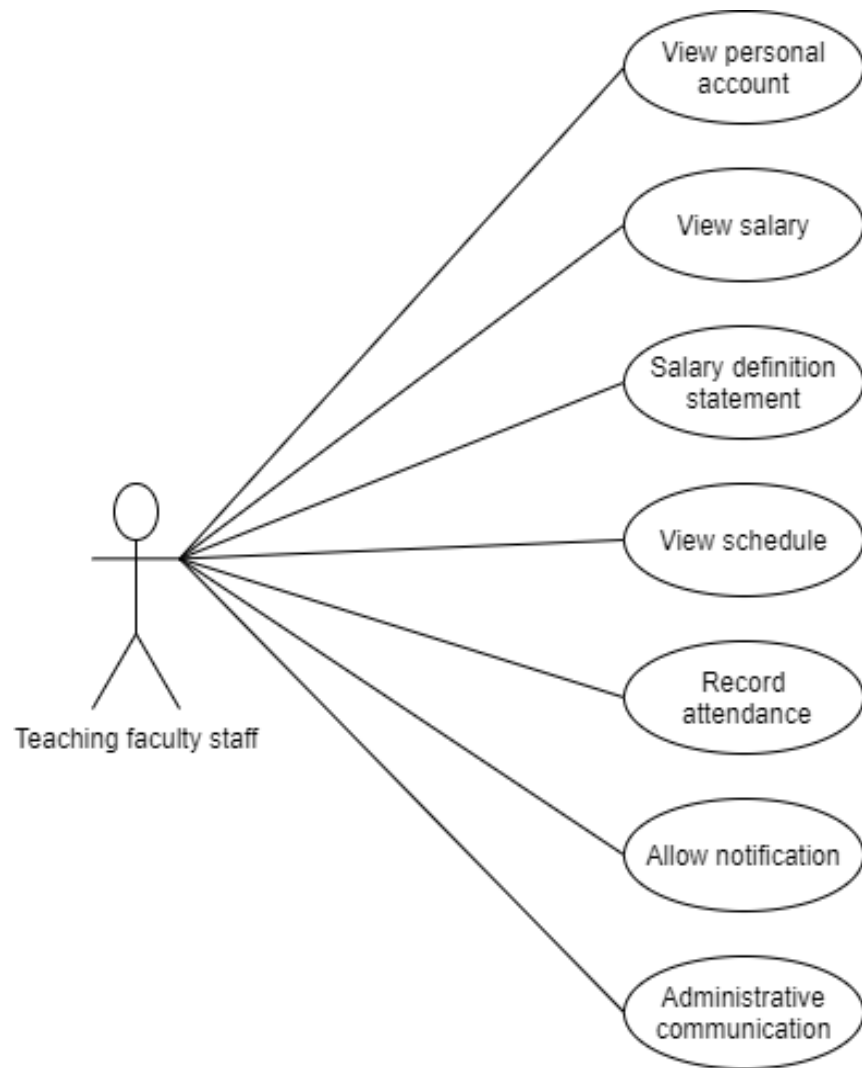 View personal
account
View salary
Salary definition
statement
View schedule
Record
attendance
Teaching faculty staff
Allow notification
Administrative
communication